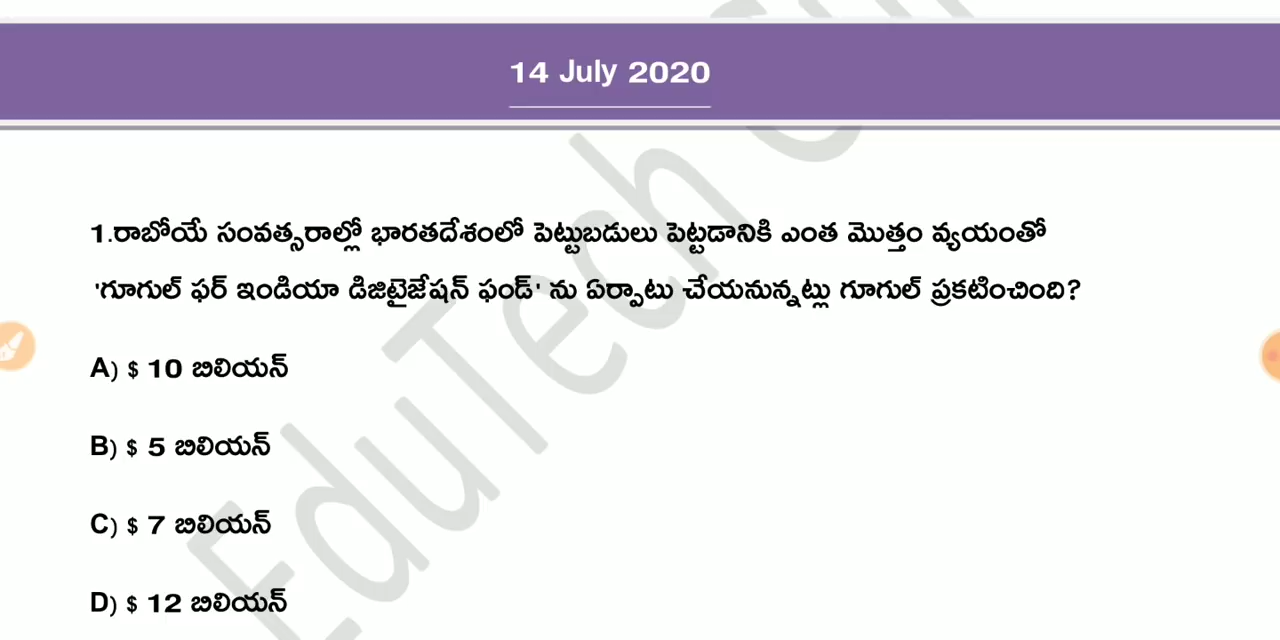 14 July 2020
1.రాబోయే సంవత్సరాల్లో భారతదేశంలో పెట్టుబడులు పెట్టడానికి ఎంత మొత్తం వ్యయంతో
'గూగుల్ ఫర్ ఇండియా డిజిటైజేషన్ ఫండ్' ను ఏర్పాటు చేయనున్నట్లు గూగుల్ ప్రకటించింది?
A) $ 10 బిలియన్
B) $ 5 బిలియన్
C) $ 7 బిలియన్
D) $ 12 బిలియన్
EduTech